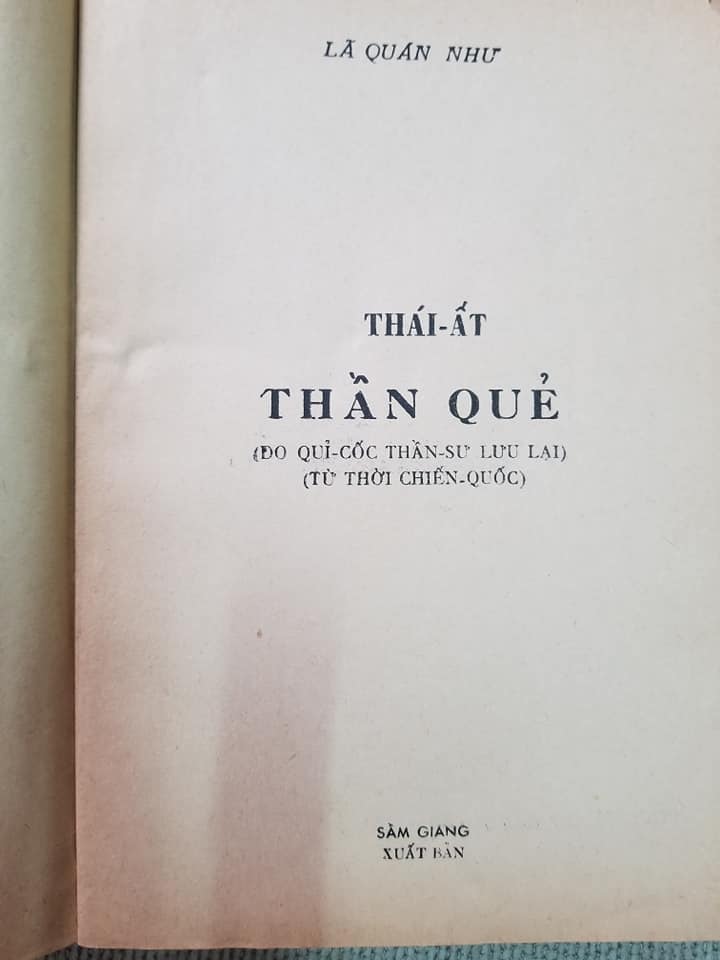 LÃ QUÁN NHƯ
THÁI-ẤT
THẦN QUẺ
(DO QUỈ-CỐC THẦN-SƯ LƯU LẠI)
(TỪ THỜI CHIẾN-QUỐC)
SẦM GIANG
XUẤT BẢN